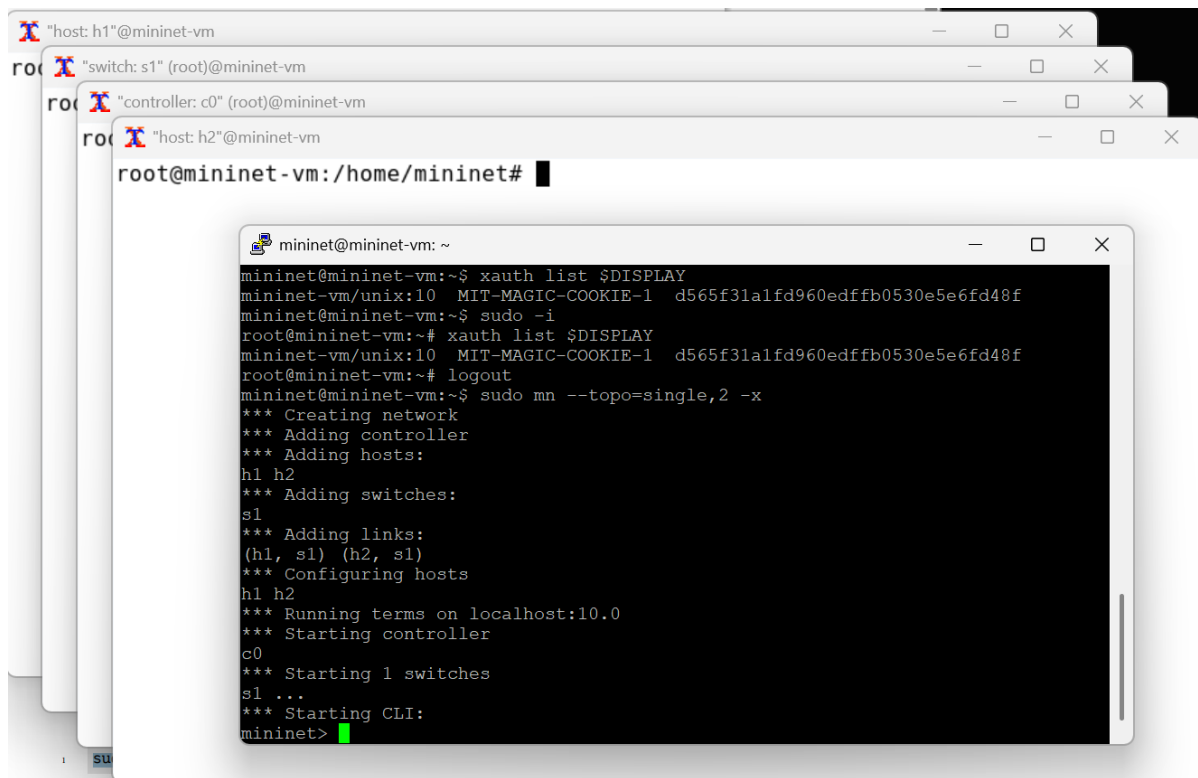 "host: h1"@mininet-vm
"switch: s1" (root)@mininet-vm
"controller: c0" (root)@mininet-vm
"host: h2"@mininet-vm
root@mininet-vm:/home/mininet#
mininet@mininet-vm: ~
mininet@mininet-vm:~$ xauth list $DISPLAY
mininet-vm/unix:10  MIT-MAGIC-COOKIE-1  d565f31a1fd960edffb0530e5e6fd48f
mininet@mininet-vm:~$ sudo -i
root@mininet-vm:~# xauth list $DISPLAY
mininet-vm/unix:10  MIT-MAGIC-COOKIE-1  d565f31a1fd960edffb0530e5e6fd48f
root@mininet-vm:~# logout
mininet@mininet-vm:~$ sudo mn --topo=single,2 -x
*** Creating network
*** Adding controller
*** Adding hosts:
h1 h2
*** Adding switches:
s1
*** Adding links:
(h1, s1) (h2, s1)
*** Configuring hosts
h1 h2
*** Running terms on localhost:10.0
*** Starting controller
c0
*** Starting 1 switches
s1 ...
*** Starting CLI:
mininet>
1